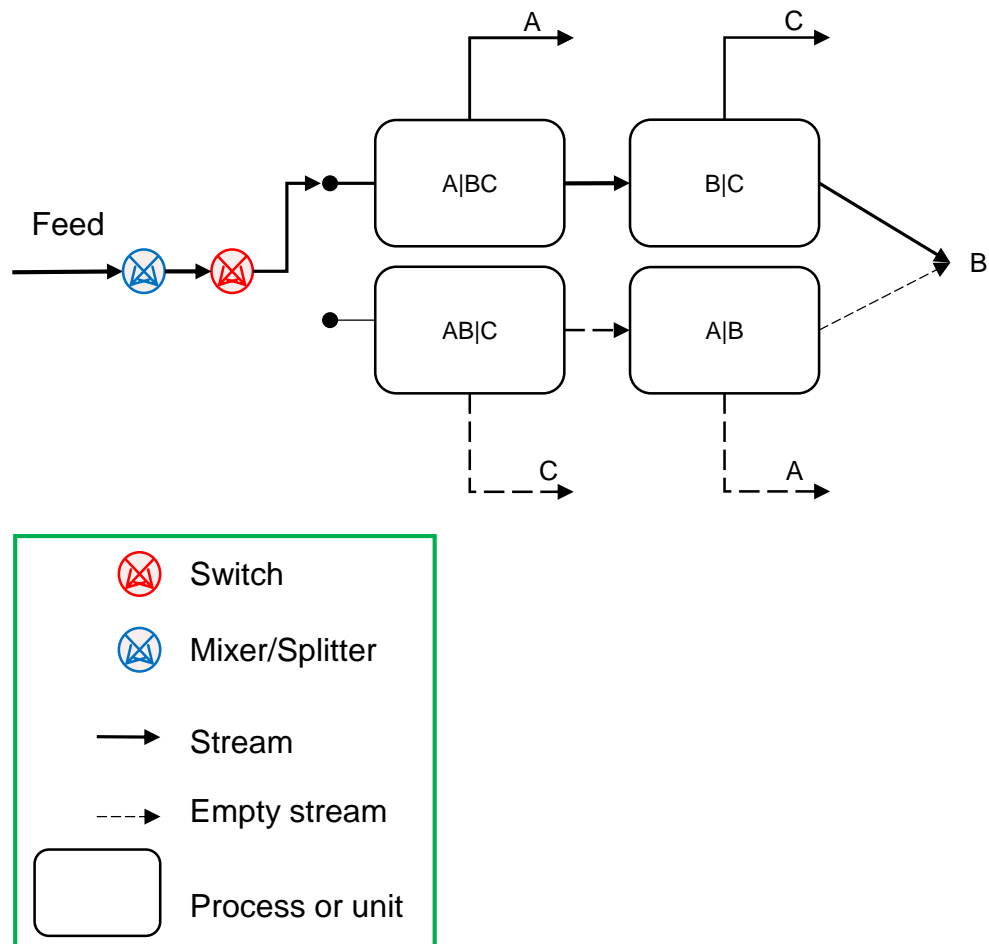 A
C
A|BC
B|C
Feed
B
AB|C
A|B
C
A
Switch
Mixer/Splitter
Stream
Empty stream
Process or unit